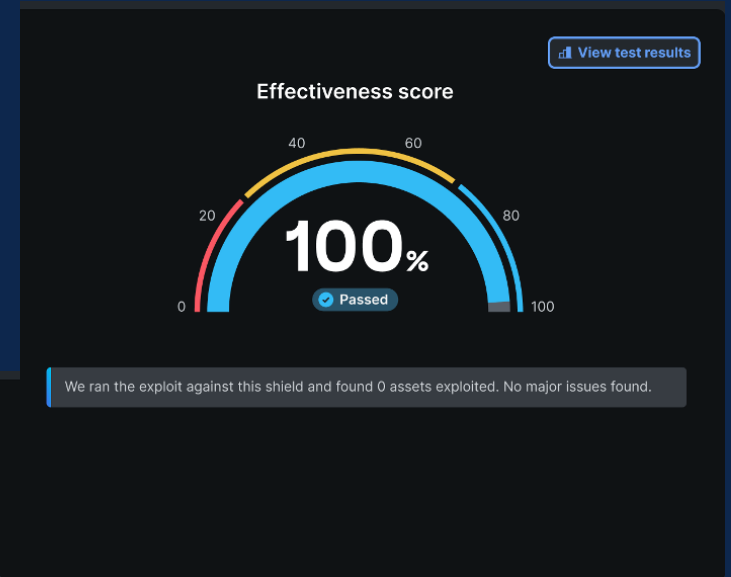 View test results
Effectiveness score
40
60
20
80
100%
Passed
0
100
We ran the exploit against this shield and found 0 assets exploited. No major issues found.